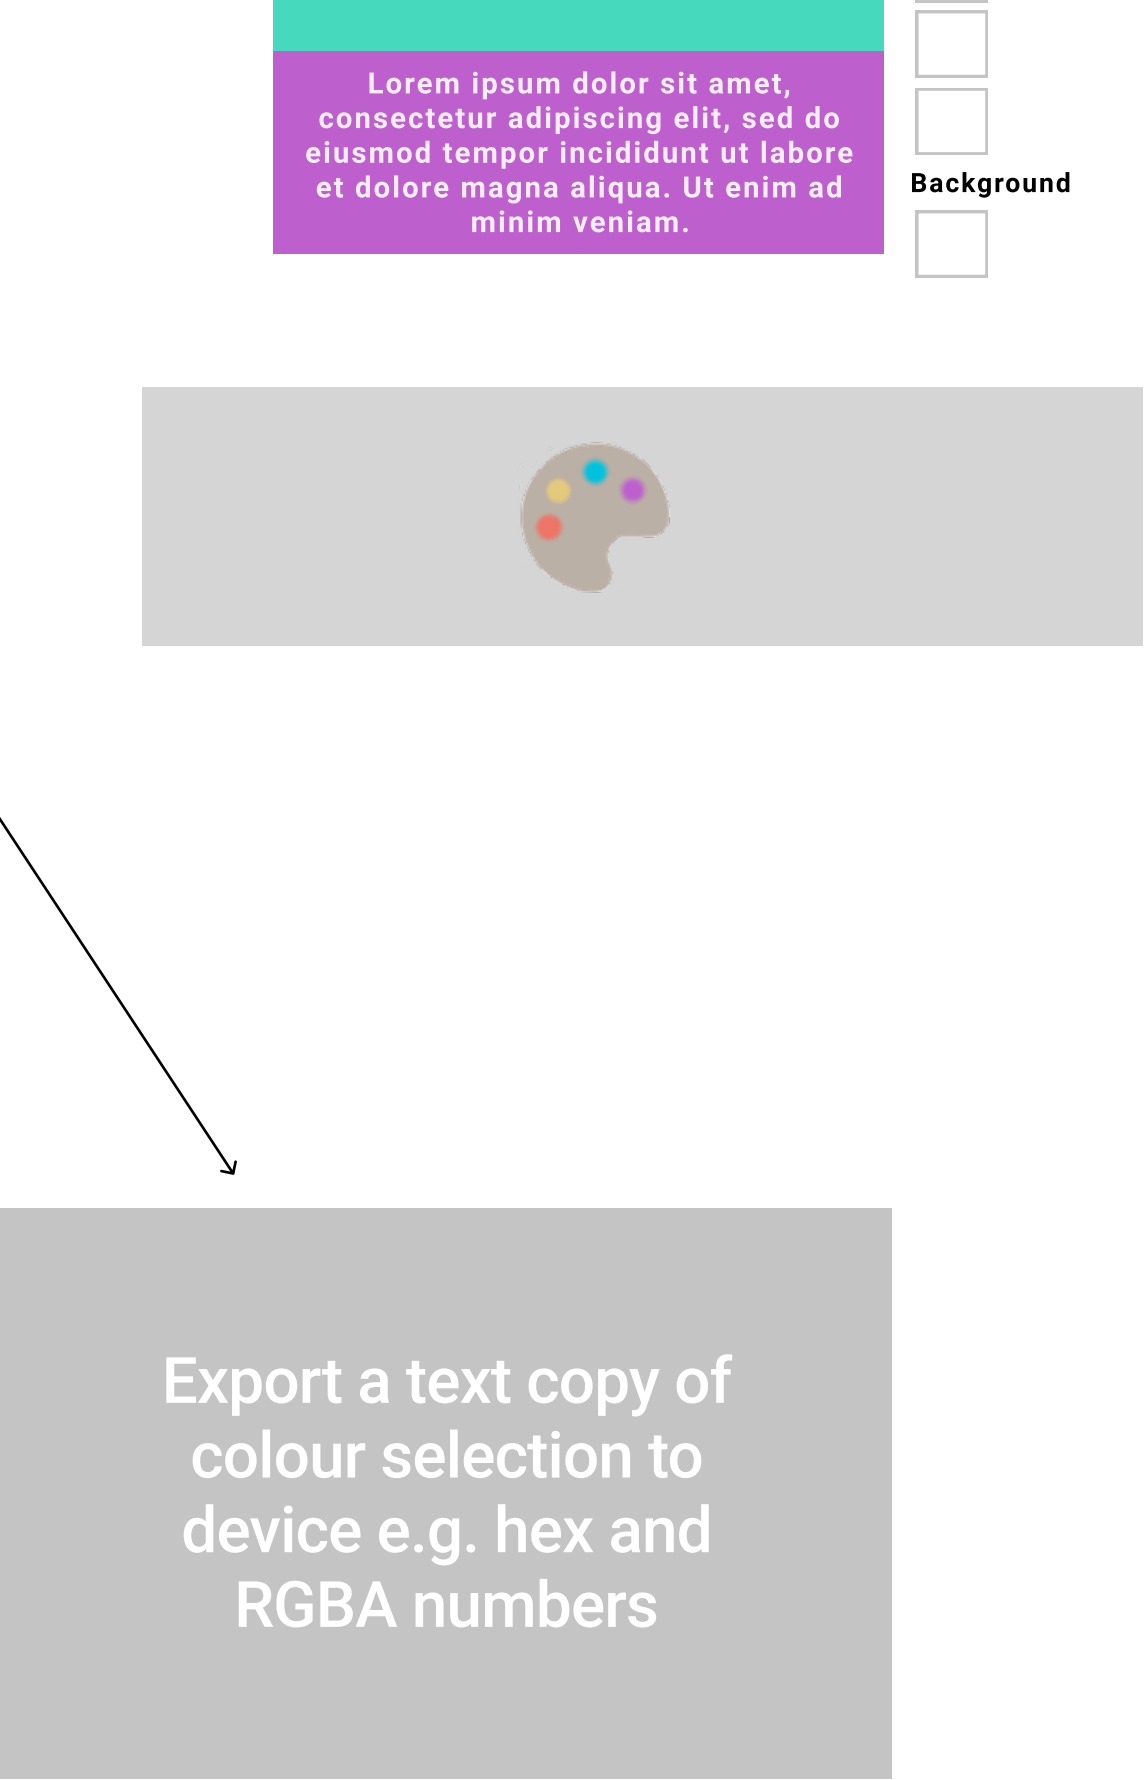 Lorem ipsum dolor sit amet,
consectetur adipiscing elit, sed do
eiusmod tempor incididunt ut labore
et dolore magna aliqua. Ut enim ad
minim veniam.
Background
Export a text copy of
colour selection to
device e.g. hex and
RGBA numbers